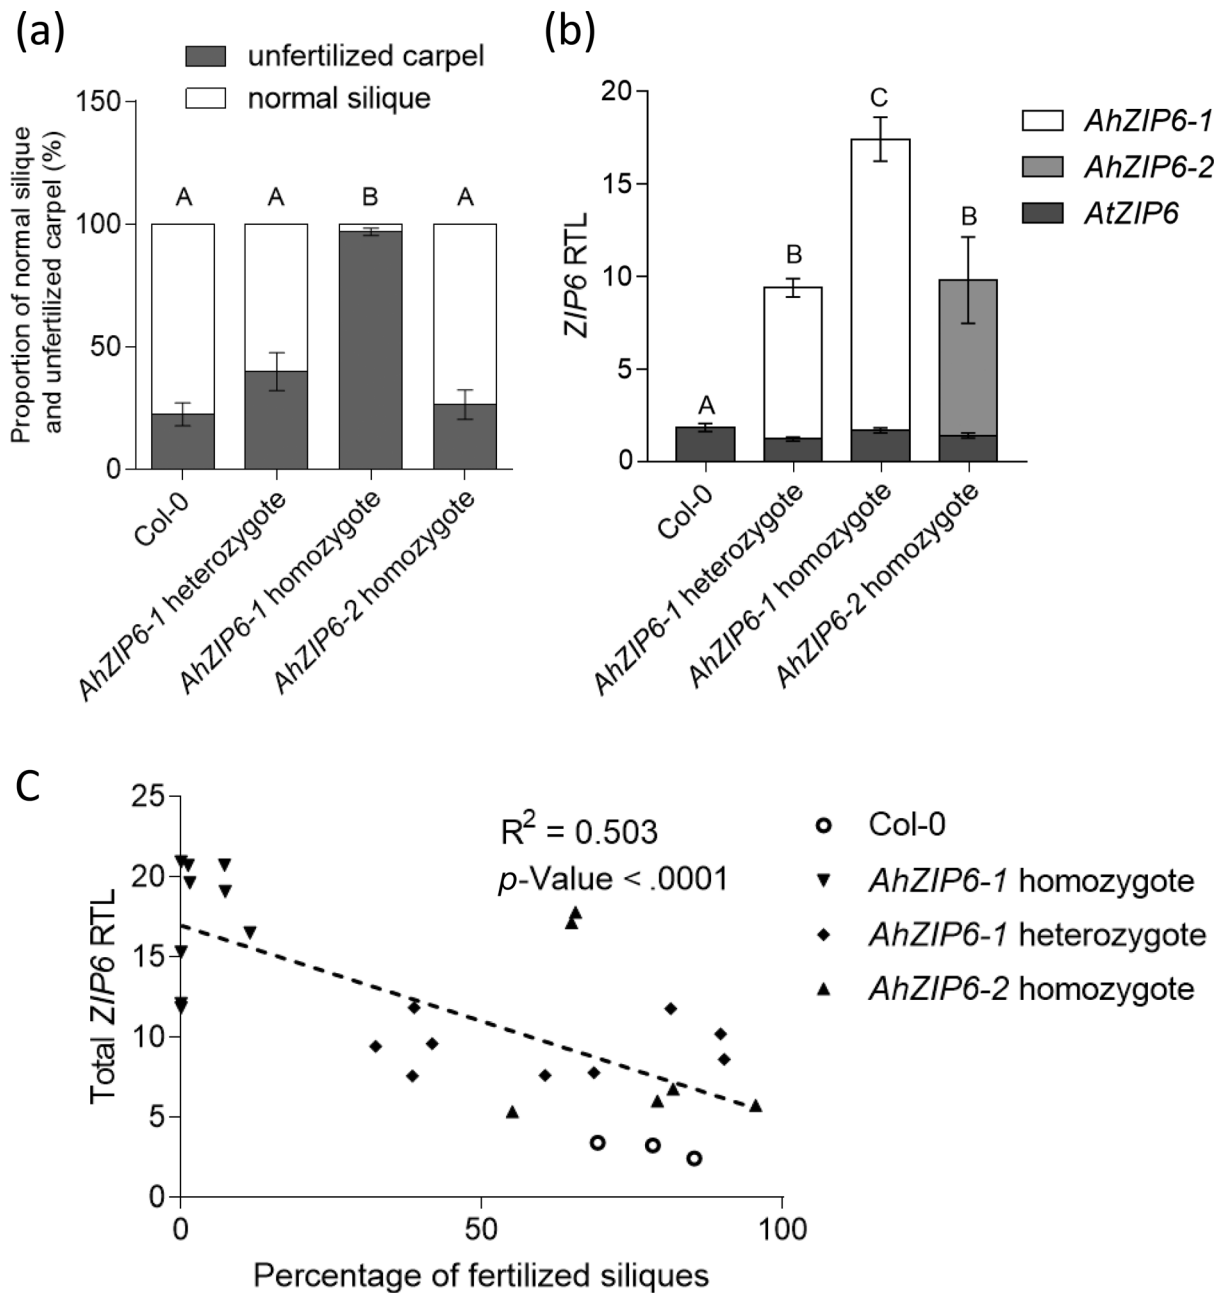 (a)
unfertilized carpel
normal silique
Proportion of normal silique
and unfertilized carpel (%)
150
100
50
0
A
A
B
A
Col-0
AhZIP6-1 heterozygote
AhZIP6-1 homozygote
AhZIP6-2 homozygote
(b)
AhZIP6-1
AhZIP6-2
AtZIP6
ZIP6 RTL
20
15
10
5
0
A
B
C
B
Col-0
AhZIP6-1 heterozygote
AhZIP6-1 homozygote
AhZIP6-2 homozygote
C
Total ZIP6 RTL
25
20
15
10
5
0
R² = 0.503
p-Value < .0001
Col-0
AhZIP6-1 homozygote
AhZIP6-1 heterozygote
AhZIP6-2 homozygote
0
50
100
Percentage of fertilized siliques